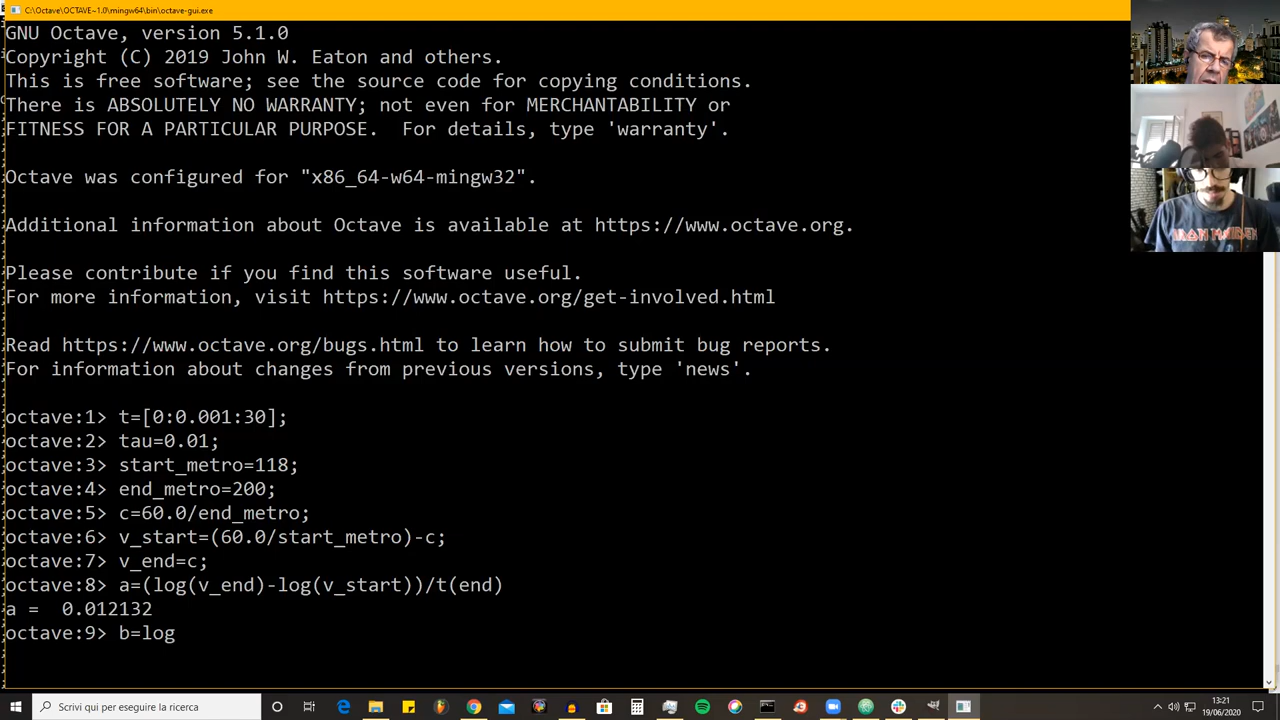 C:\Octave\OCTAVE~1.0\mingw64\bin\octave-gui.exe
GNU Octave, version 5.1.0
Copyright (C) 2019 John W. Eaton and others.
This is free software; see the source code for copying conditions.
There is ABSOLUTELY NO WARRANTY; not even for MERCHANTABILITY or
FITNESS FOR A PARTICULAR PURPOSE.  For details, type 'warranty'.
Octave was configured for "x86_64-w64-mingw32".
Additional information about Octave is available at https://www.octave.org.
Please contribute if you find this software useful.
For more information, visit https://www.octave.org/get-involved.html
Read https://www.octave.org/bugs.html to learn how to submit bug reports.
For information about changes from previous versions, type 'news'.
octave:1> t=[0:0.001:30];
octave:2> tau=0.01;
octave:3> start_metro=118;
octave:4> end_metro=200;
octave:5> c=60.0/end_metro;
octave:6> v_start=(60.0/start_metro)-c;
octave:7> v_end=c;
octave:8> a=(log(v_end)-log(v_start))/t(end)
a =  0.012132
octave:9> b=log
IRON MAIDEN
Scrivi qui per eseguire la ricerca
13:21
19/06/2020